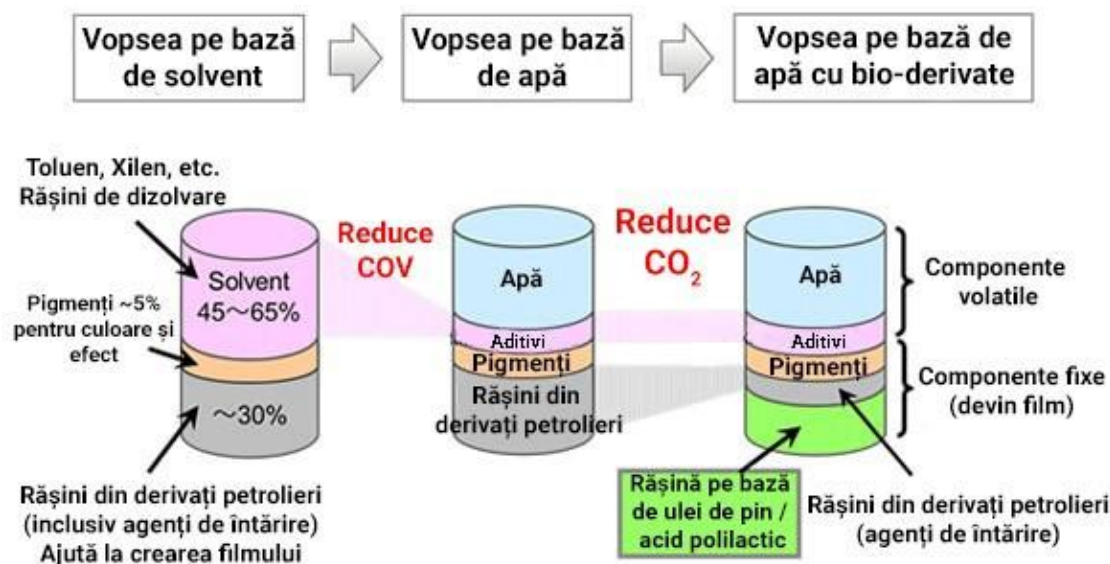 Vopsea pe bază
de solvent
Vopsea pe bază
de apă
Vopsea pe bază de
apă cu bio-derivate
Toluen, Xilen, etc.
Rășini de dizolvare
Solvent
45~65%
Pigmenți ~5%
pentru culoare și
efect
~30%
Rășini din derivați petrolieri
(inclusiv agenți de întărire)
Ajută la crearea filmului
Reduce
COV
Apă
Aditivi
Pigmenți
Rășini din
derivați petrolieri
Reduce
CO₂
Apă
Aditivi
Pigmenți
Componente
volatile
Componente fixe
(devin film)
Rășină pe bază
de ulei de pin /
acid polilactic
Rășini din derivați petrolieri
(agenți de întărire)